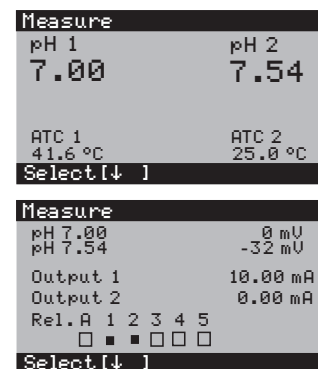 Measure
pH 1 pH 2
7.00 7.54
ATC 1 ATC 2
41.6 °C 25.0 °C
Select[↓ ]
Measure
pH 7.00 0 mV
pH 7.54 -32 mV
Output 1 10.00 mA
Output 2 0.00 mA
Rel. A 1 2 3 4 5
Select[↓ ]